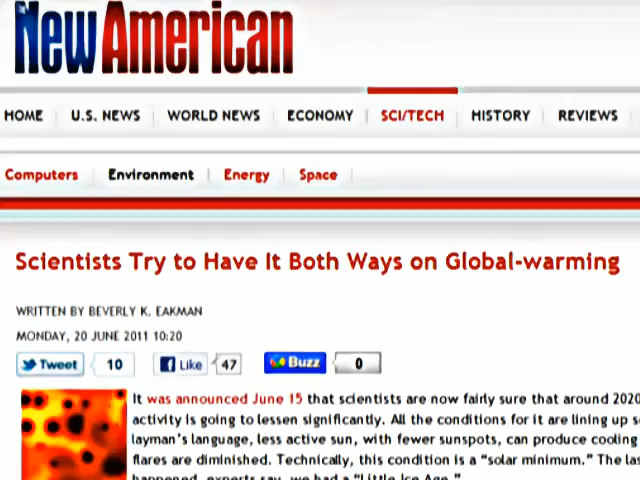 New American
HOME U.S. NEWS WORLD NEWS ECONOMY SCI/TECH HISTORY REVIEWS
Computers Environment Energy Space
Scientists Try to Have It Both Ways on Global-warming
WRITTEN BY BEVERLY K. EAKMAN
MONDAY, 20 JUNE 2011 10:20
Tweet 10 Like 47 Buzz 0
It was announced June 15 that scientists are now fairly sure that around 2020
activity is going to lessen significantly. All the conditions for it are lining up
layman's language, less active sun, with fewer sunspots, can produce cooling
flares are diminished. Technically, this condition is a “solar minimum.” The
happened, experts say, we had a “Little Ice Age.”